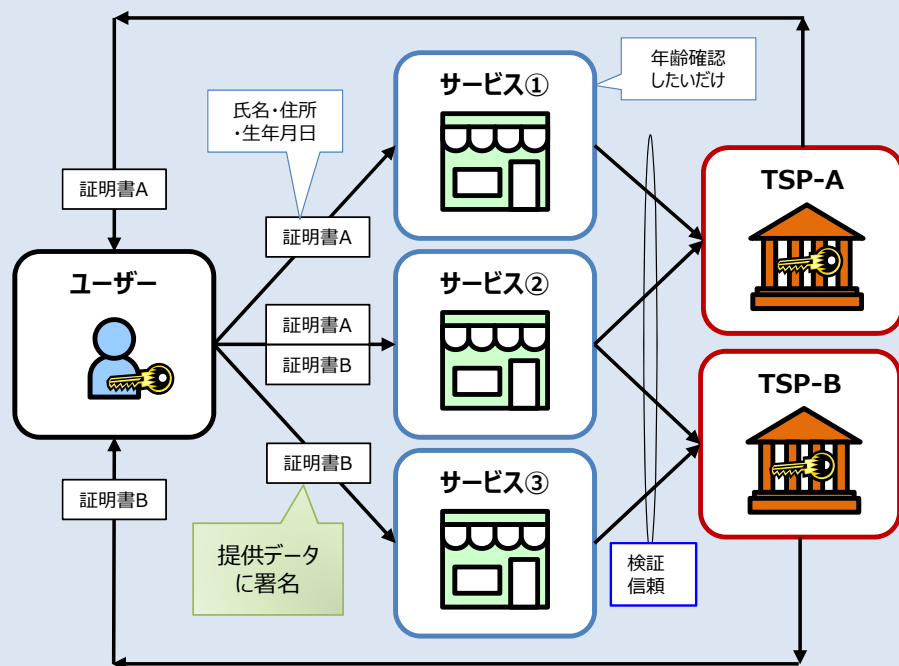 サービス①
年齢確認
したいだけ
氏名・住所
・生年月日
証明書A
TSP-A
証明書A
ユーザー
サービス②
証明書A
証明書B
TSP-B
証明書B
サービス③
証明書B
提供データ
に署名
検証
信頼